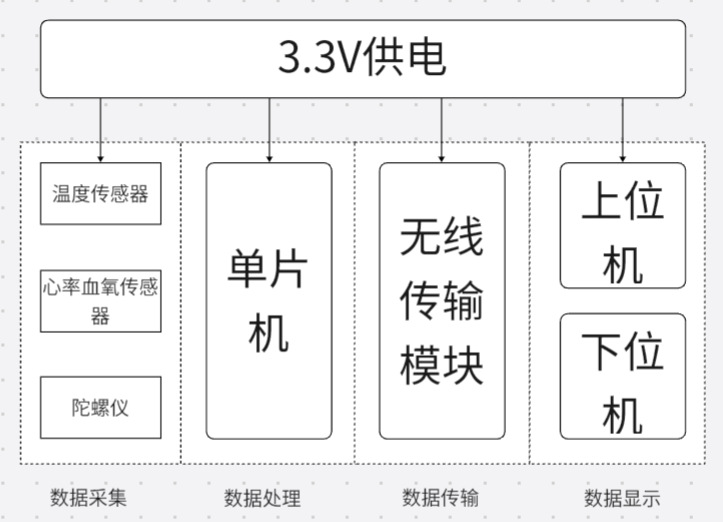 3.3V供电
温度传感器
心率血氧传感
器
陀螺仪
单片
机
无线
传输
模块
上位
机
下位
机
数据采集
数据处理
数据传输
数据显示